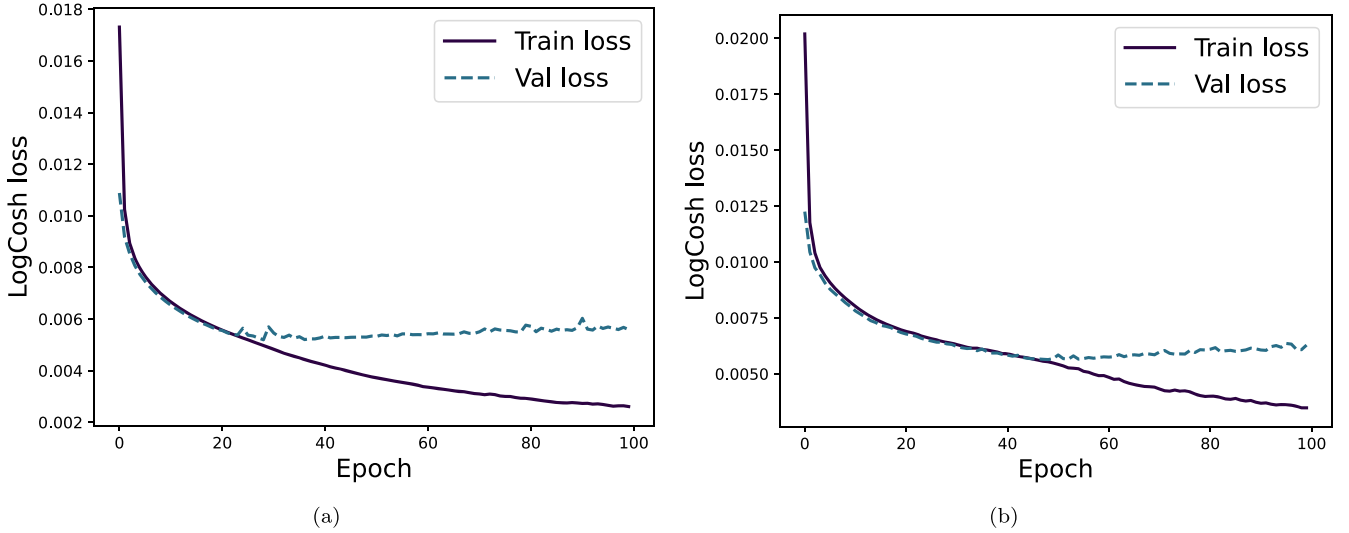 0.018
0.016
0.014
0.012
0.010
0.008
0.006
0.004
0.002
LogCosh loss
Train loss
Val loss
0 20 40 60 80 100
Epoch
(a)
0.0200
0.0175
0.0150
0.0125
0.0100
0.0075
0.0050
LogCosh loss
Train loss
Val loss
0 20 40 60 80 100
Epoch
(b)